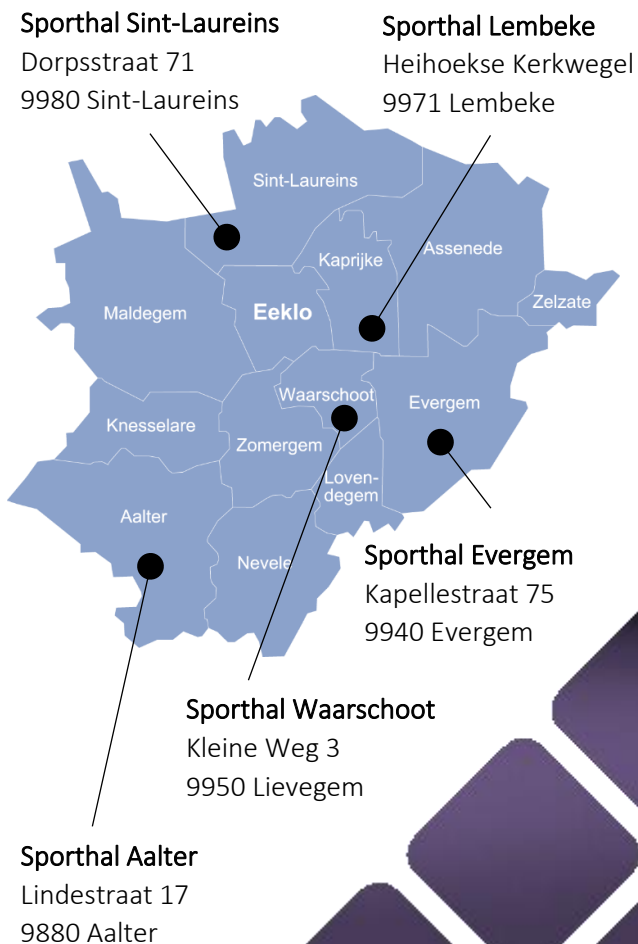 Sporthal Sint-Laureins
Dorpsstraat 71
9980 Sint-Laureins
Sporthal Lembeke
Heihoekse Kerkwegel
9971 Lembeke
Sint-Laureins
Kaprijke
Assenede
Zelzate
Maldegem
Eeklo
Waarschoot
Evergem
Knesselare
Zomergem
Loven-
degem
Aalter
Nevele
Sporthal Evergem
Kapellestraat 75
9940 Evergem
Sporthal Waarschoot
Kleine Weg 3
9950 Lievegem
Sporthal Aalter
Lindestraat 17
9880 Aalter